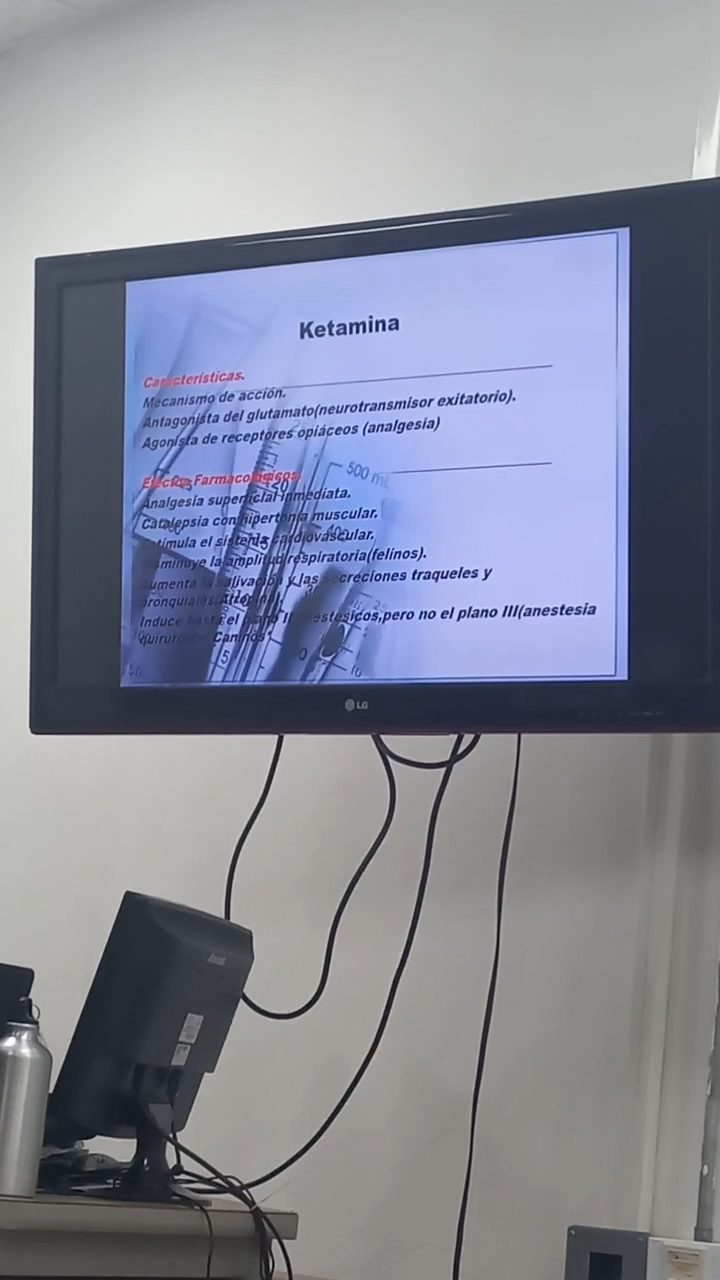 Ketamina
Características.
Mecanismo de acción.
Antagonista del glutamato(neurotransmisor exitatorio).
Agonista de receptores opiáceos (analgesia)
Efectos Farmacológicos.
500 mL
Analgesia superficial inmediata.
Catalepsia con hipertonía muscular.
Estimula el sistema cardiovascular.
Disminuye la amplitud respiratoria(felinos).
Aumenta la salivación y las secreciones traqueles y
bronquiales(Atropina).
Induce hasta el plano II anestesicos,pero no el plano III(anestesia
Caninos
LG